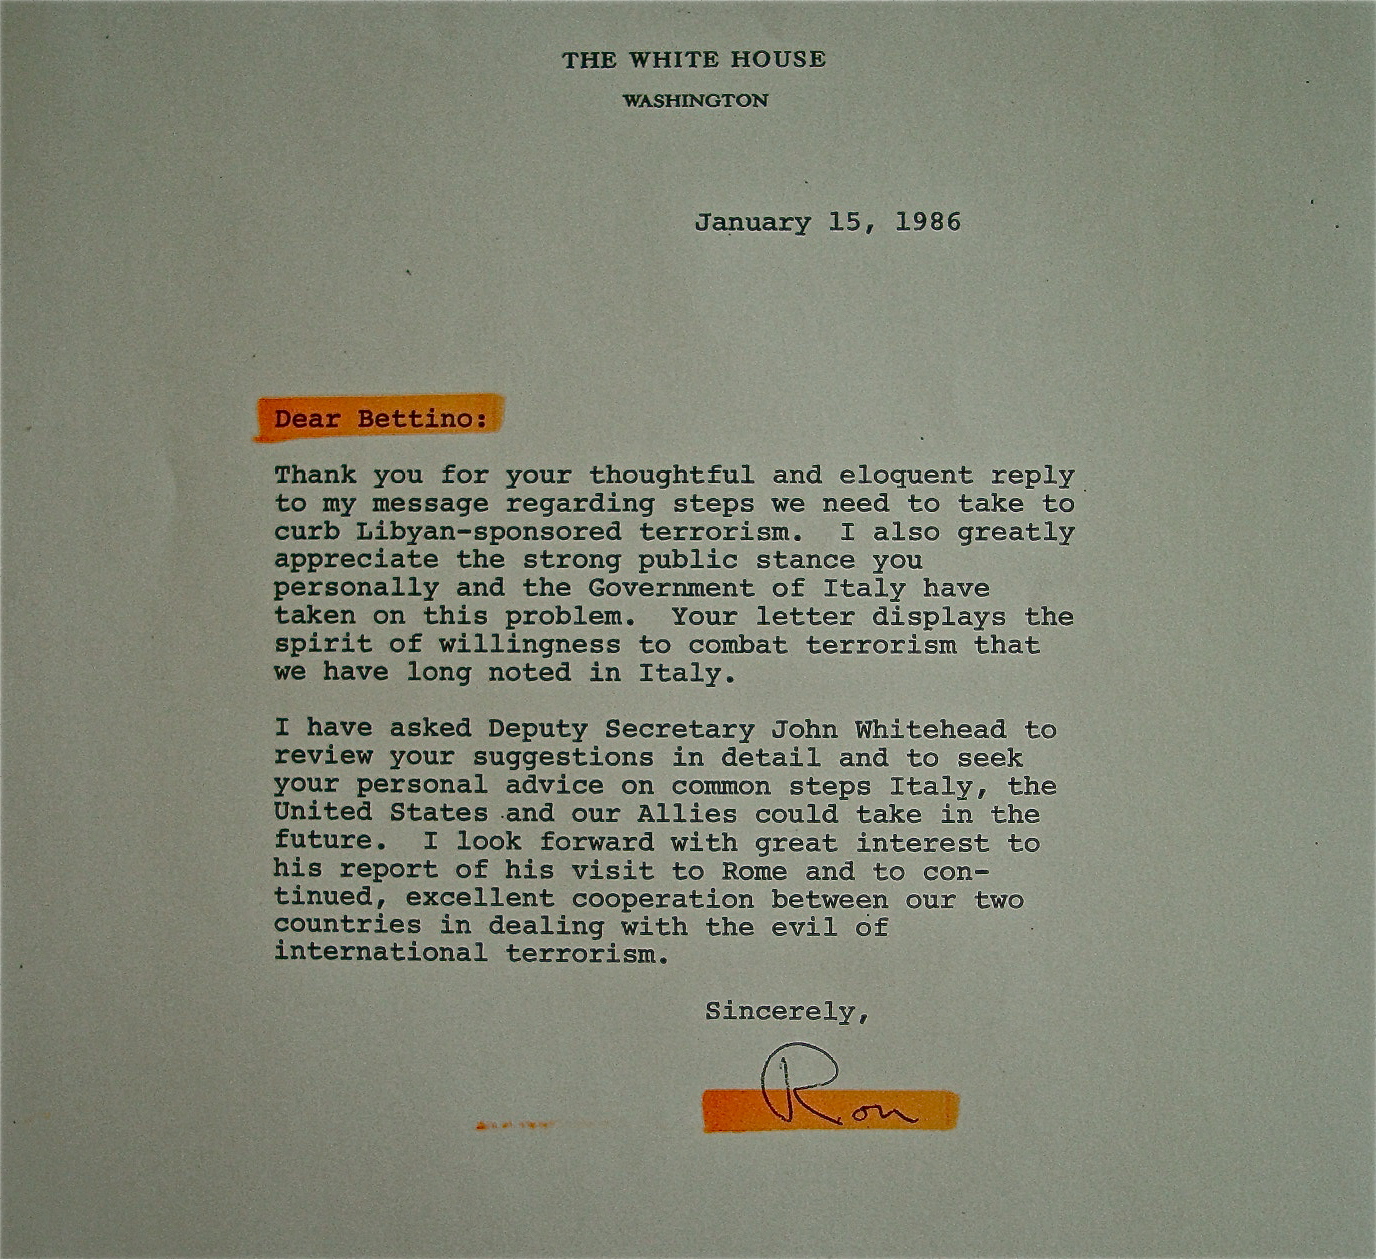 THE WHITE HOUSE
WASHINGTON
January 15, 1986
Dear Bettino:
Thank you for your thoughtful and eloquent reply
to my message regarding steps we need to take to
curb Libyan-sponsored terrorism.  I also greatly
appreciate the strong public stance you
personally and the Government of Italy have
taken on this problem.  Your letter displays the
spirit of willingness to combat terrorism that
we have long noted in Italy.
I have asked Deputy Secretary John Whitehead to
review your suggestions in detail and to seek
your personal advice on common steps Italy, the
United States and our Allies could take in the
future.  I look forward with great interest to
his report of his visit to Rome and to con-
tinued, excellent cooperation between our two
countries in dealing with the evil of
international terrorism.
Sincerely,
Ron